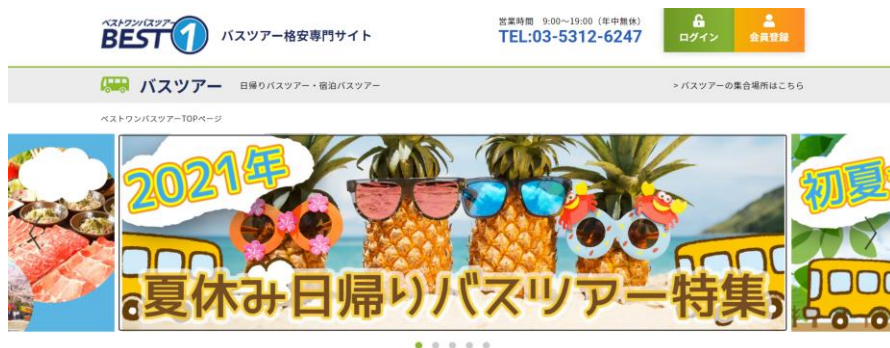 ベストワンバスツアー
BEST1
バスツアー格安専門サイト
営業時間 9:00～19:00（年中無休）
TEL:03-5312-6247
ログイン
会員登録
バスツアー
日帰りバスツアー・宿泊バスツアー
> バスツアーの集合場所はこちら
ベストワンバスツアーTOPページ
2021年
夏休み日帰りバスツアー特集
初夏